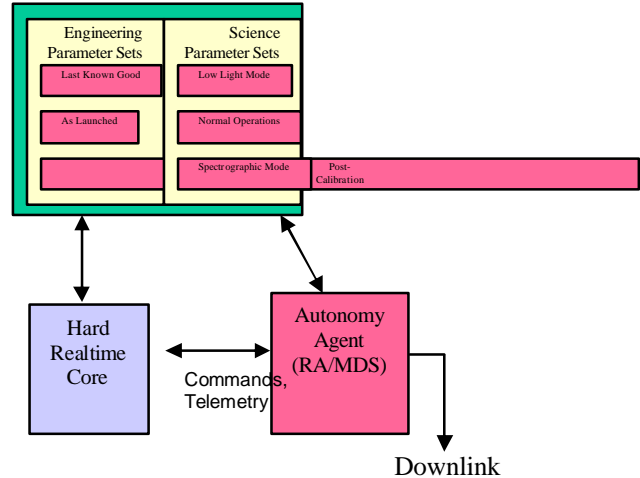 Engineering
Parameter Sets
Science
Parameter Sets
Last Known Good
Low Light Mode
As Launched
Normal Operations
Spectrographic Mode
Post-
Calibration
Hard
Realtime
Core
Commands,
Telemetry
Autonomy
Agent
(RA/MDS)
Downlink